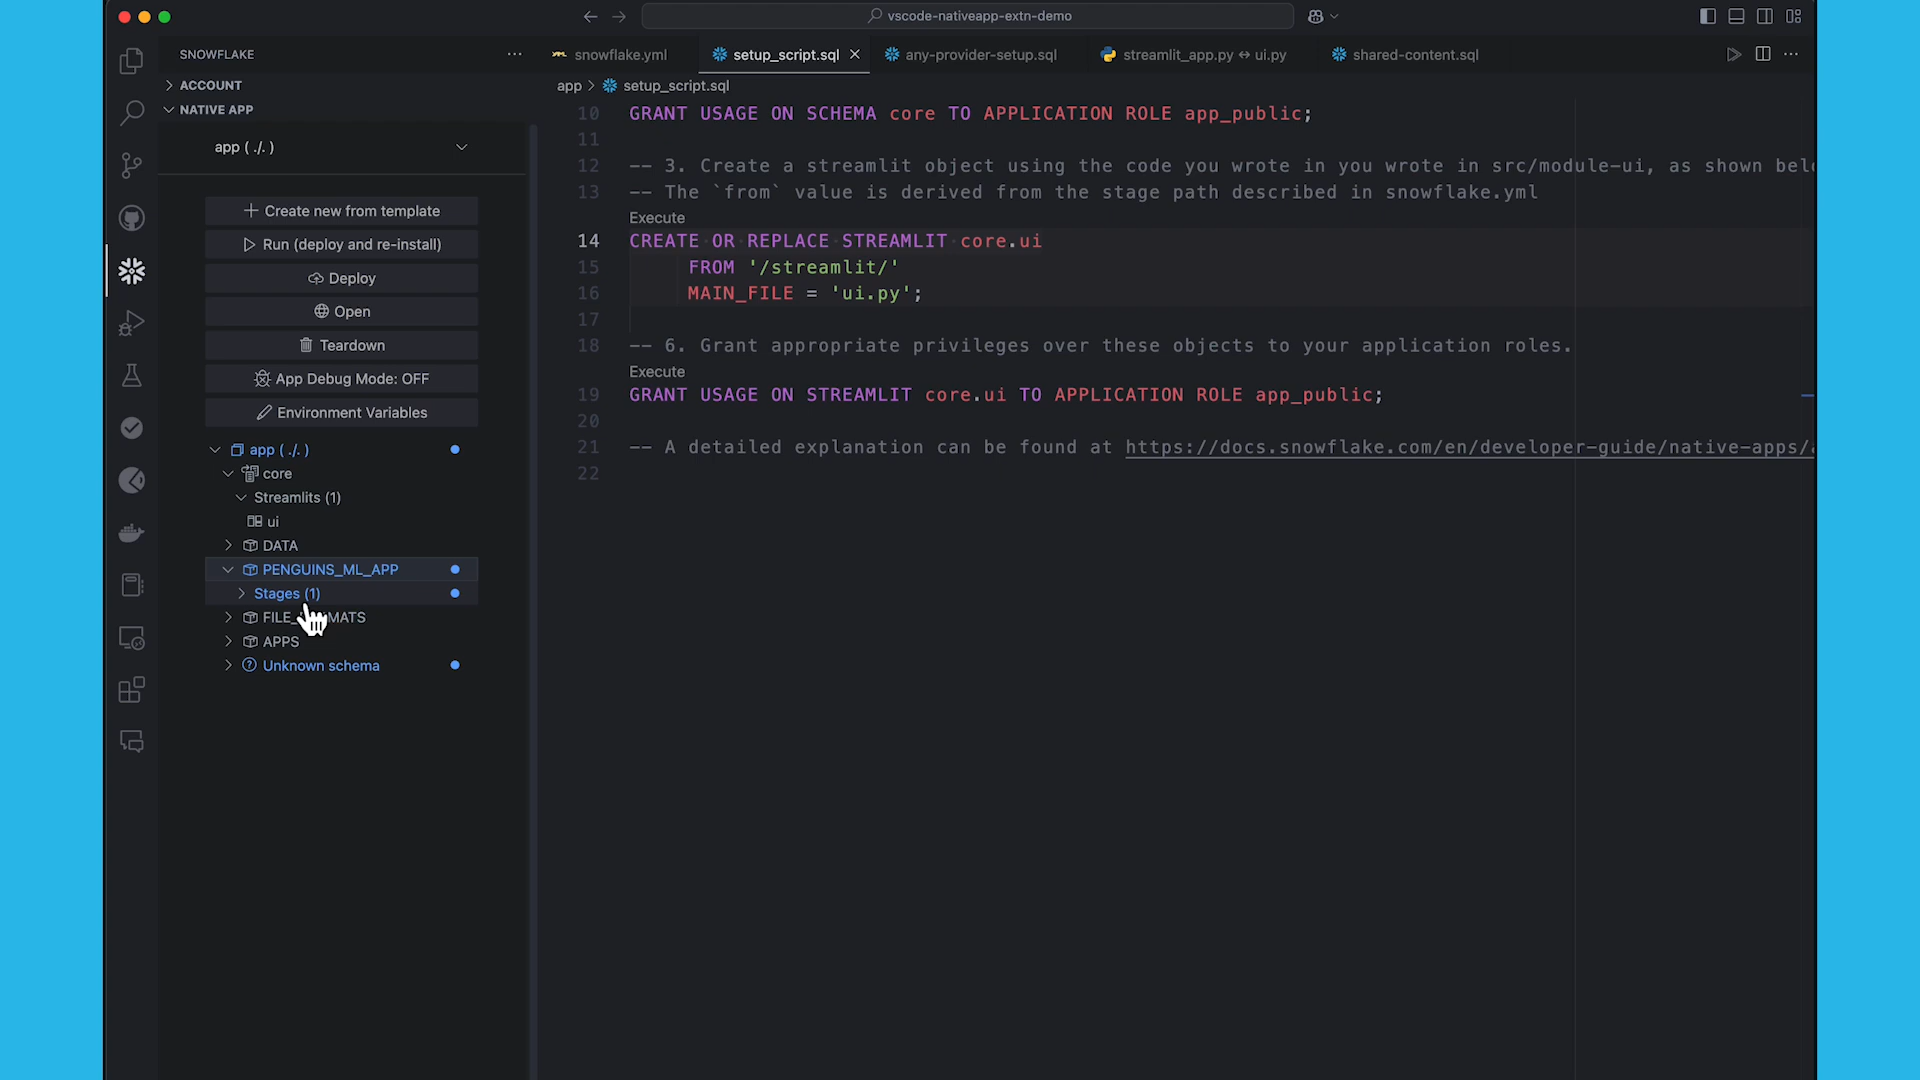 vscode-nativeapp-extn-demo
SNOWFLAKE
snowflake.yml
setup_script.sql
any-provider-setup.sql
streamlit_app.py ↔ ui.py
shared-content.sql
ACCOUNT
NATIVE APP
app ( ./. )
Create new from template
Run (deploy and re-install)
Deploy
Open
Teardown
App Debug Mode: OFF
Environment Variables
app ( ./. )
core
Streamlits (1)
ui
DATA
PENGUINS_ML_APP
Stages (1)
APPS
Unknown schema
app > setup_script.sql
10 GRANT USAGE ON SCHEMA core TO APPLICATION ROLE app_public;
11
12 -- 3. Create a streamlit object using the code you wrote in you wrote in src/module-ui, as shown
13 -- The `from` value is derived from the stage path described in snowflake.yml
Execute
14 CREATE OR REPLACE STREAMLIT core.ui
15 FROM '/streamlit/'
16 MAIN_FILE = 'ui.py';
17
18 -- 6. Grant appropriate privileges over these objects to your application roles.
Execute
19 GRANT USAGE ON STREAMLIT core.ui TO APPLICATION ROLE app_public;
20
21 -- A detailed explanation can be found at https://docs.snowflake.com/en/developer-guide/native-apps/
22